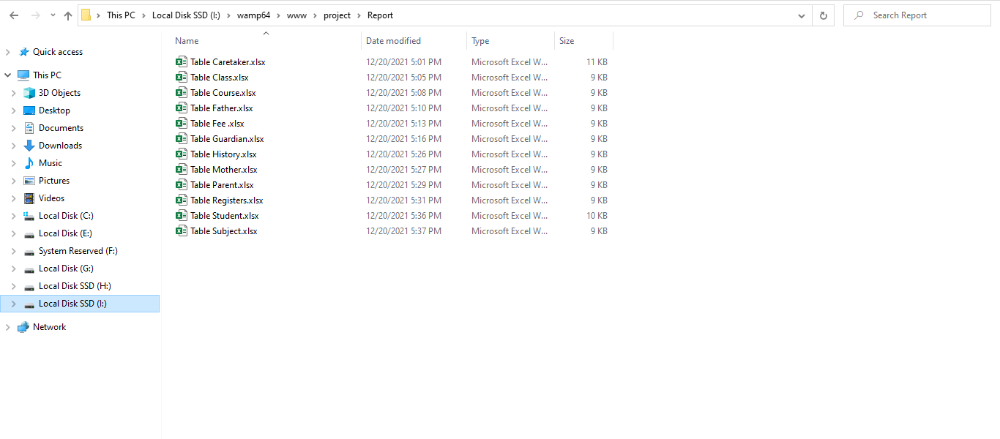 This PC > Local Disk SSD (I:) > wamp64 > www > project > Report
Search Report
Quick access
This PC
3D Objects
Desktop
Documents
Downloads
Music
Pictures
Videos
Local Disk (C:)
Local Disk (E:)
System Reserved (F:)
Local Disk (G:)
Local Disk SSD (H:)
Local Disk SSD (I:)
Network
Name Date modified Type Size
Table Caretaker.xlsx 12/20/2021 5:01 PM Microsoft Excel W... 11 KB
Table Class.xlsx 12/20/2021 5:05 PM Microsoft Excel W... 9 KB
Table Course.xlsx 12/20/2021 5:08 PM Microsoft Excel W... 9 KB
Table Father.xlsx 12/20/2021 5:10 PM Microsoft Excel W... 9 KB
Table Fee .xlsx 12/20/2021 5:13 PM Microsoft Excel W... 9 KB
Table Guardian.xlsx 12/20/2021 5:16 PM Microsoft Excel W... 9 KB
Table History.xlsx 12/20/2021 5:26 PM Microsoft Excel W... 9 KB
Table Mother.xlsx 12/20/2021 5:27 PM Microsoft Excel W... 9 KB
Table Parent.xlsx 12/20/2021 5:29 PM Microsoft Excel W... 9 KB
Table Registers.xlsx 12/20/2021 5:31 PM Microsoft Excel W... 9 KB
Table Student.xlsx 12/20/2021 5:36 PM Microsoft Excel W... 10 KB
Table Subject.xlsx 12/20/2021 5:37 PM Microsoft Excel W... 9 KB